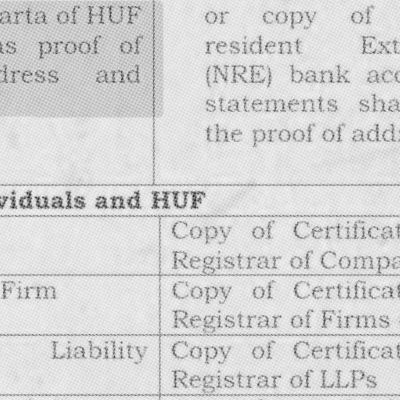 arta of HUF
as proof of
dress and
or copy of
resident Ext
(NRE) bank acc
statements sha
the proof of addr
viduals and HUF
Copy of Certificat
Registrar of Compa
Firm
Copy of Certificat
Registrar of Firms
Liability
Copy of Certificat
Registrar of LLPs